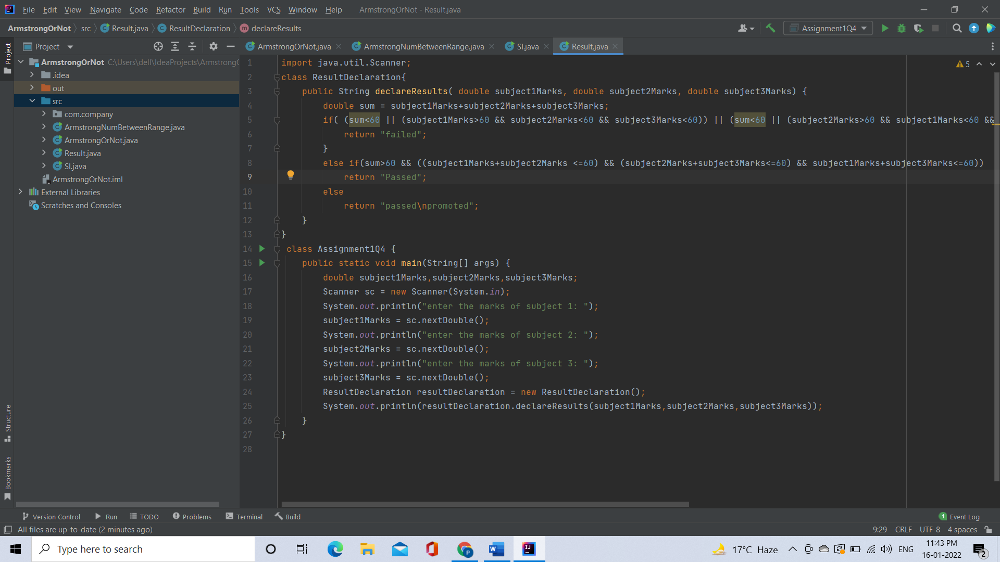 File Edit View Navigate Code Refactor Build Run Tools VCS Window Help ArmstrongOrNot - Result.java
ArmstrongOrNot src Result.java ResultDeclaration m declareResults Assignment1Q4
Project
Project
ArmstrongOrNot.java ArmstrongNumBetweenRange.java SI.java Result.java
ArmstrongOrNot C:\Users\dell\IdeaProjects\Armstrong
.idea
out
src
com.company
ArmstrongNumBetweenRange.java
ArmstrongOrNot.java
Result.java
SI.java
ArmstrongOrNot.iml
External Libraries
Scratches and Consoles
Structure
Bookmarks
5
1 import java.util.Scanner;
2 class ResultDeclaration{
3 public String declareResults( double subject1Marks, double subject2Marks, double subject3Marks) {
4 double sum = subject1Marks+subject2Marks+subject3Marks;
5 if( (sum<60 || (subject1Marks>60 && subject2Marks<60 && subject3Marks<60)) || (sum<60 || (subject2Marks>60 && subject1Marks<60 &&
6 return "failed";
7 }
8 else if(sum>60 && ((subject1Marks+subject2Marks <=60) && (subject2Marks+subject3Marks<=60) && subject1Marks+subject3Marks<=60))
9 return "Passed";
10 else
11 return "passed\npromoted";
12 }
13 }
14 class Assignment1Q4 {
15 public static void main(String[] args) {
16 double subject1Marks,subject2Marks,subject3Marks;
17 Scanner sc = new Scanner(System.in);
18 System.out.println("enter the marks of subject 1: ");
19 subject1Marks = sc.nextDouble();
20 System.out.println("enter the marks of subject 2: ");
21 subject2Marks = sc.nextDouble();
22 System.out.println("enter the marks of subject 3: ");
23 subject3Marks = sc.nextDouble();
24 ResultDeclaration resultDeclaration = new ResultDeclaration();
25 System.out.println(resultDeclaration.declareResults(subject1Marks,subject2Marks,subject3Marks));
26 }
27 }
28
Version Control Run TODO Problems Terminal Build 1 Event Log
All files are up-to-date (2 minutes ago) 9:29 CRLF UTF-8 4 spaces
Type here to search 17°C Haze ENG 11:43 PM
16-01-2022 2